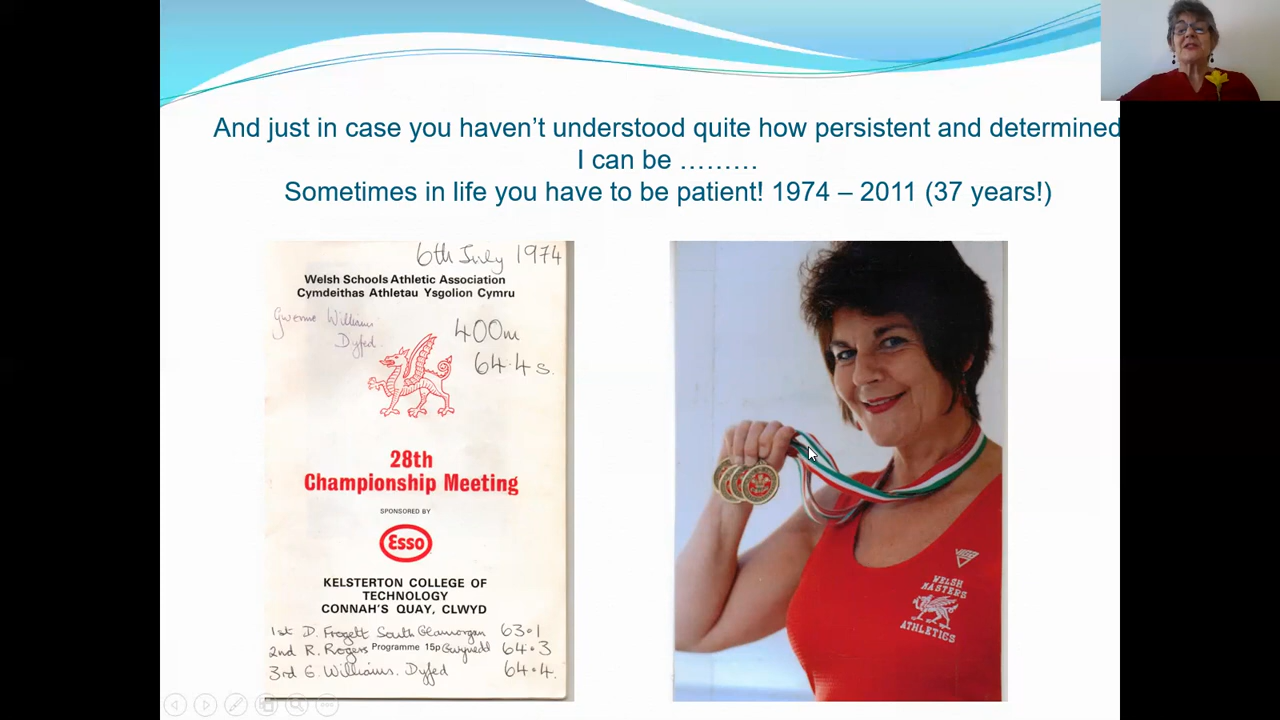 And just in case you haven't understood quite how persistent and determined
I can be ………
Sometimes in life you have to be patient! 1974 – 2011 (37 years!)
6th July 1974
Welsh Schools Athletic Association
Cymdeithas Athletau Ysgolion Cymru
Gwenne Williams
Dyfed
400m
64.4 s.
28th
Championship Meeting
SPONSORED BY
Esso
KELSTERTON COLLEGE OF
TECHNOLOGY
CONNAH'S QUAY, CLWYD
1st D. Frogett South Glamorgan 63.1
2nd R. Rogers Programme 15p Gwynedd 64.3
3rd G. Williams. Dyfed 64.4.
WELSH
MASTERS
ATHLETICS